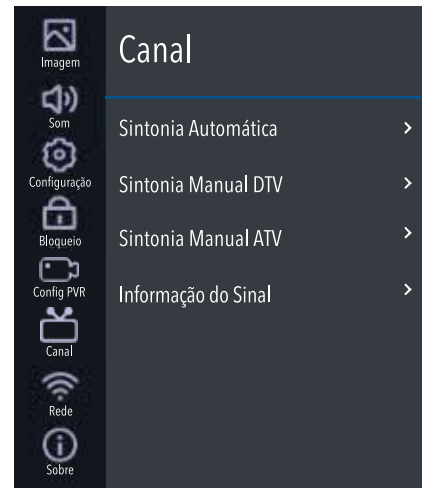 Imagem
Som
Configuração
Bloqueio
Config PVR
Canal
Rede
Sobre
Canal
Sintonia Automática
Sintonia Manual DTV
Sintonia Manual ATV
Informação do Sinal